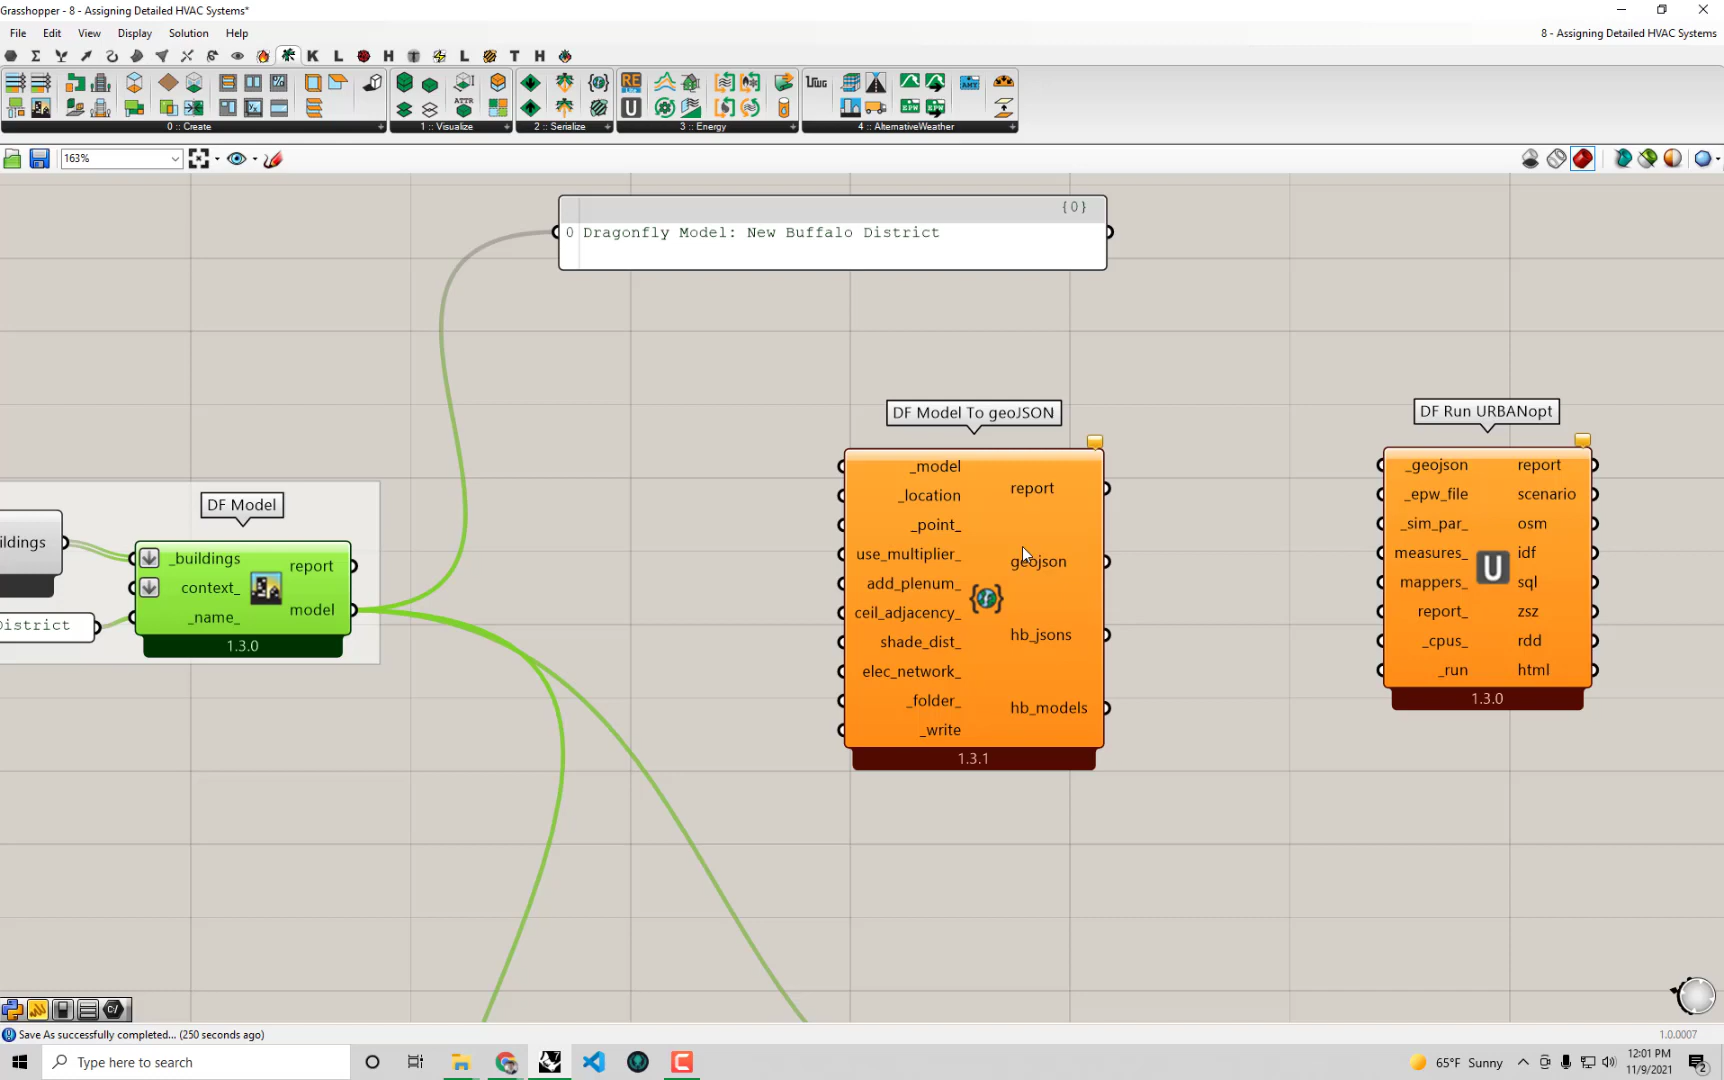 Grasshopper - 8 - Assigning Detailed HVAC Systems*
File Edit View Display Solution Help
8 - Assigning Detailed HVAC Systems
K L H T L T H
RE
U
ATTR
0 :: Create
1 :: Visualize
2 :: Serialize
3 :: Energy
4 :: AlternativeWeather
163%
{0}
0 Dragonfly Model: New Buffalo District
DF Model To geoJSON
_model
_location
_point_
use_multiplier_
add_plenum_
ceil_adjacency_
shade_dist_
elec_network_
_folder_
_write
report
geojson
hb_jsons
hb_models
1.3.1
DF Run URBANopt
_geojson
_epw_file
_sim_par_
measures_
mappers_
report_
_cpus_
_run
report
scenario
osm
idf
sql
zsz
rdd
html
U
1.3.0
DF Model
_buildings
context_
_name_
report
model
1.3.0
ildings
District
Save As successfully completed... (250 seconds ago)
1.0.0007
Type here to search
65°F Sunny
12:01 PM
11/9/2021
2